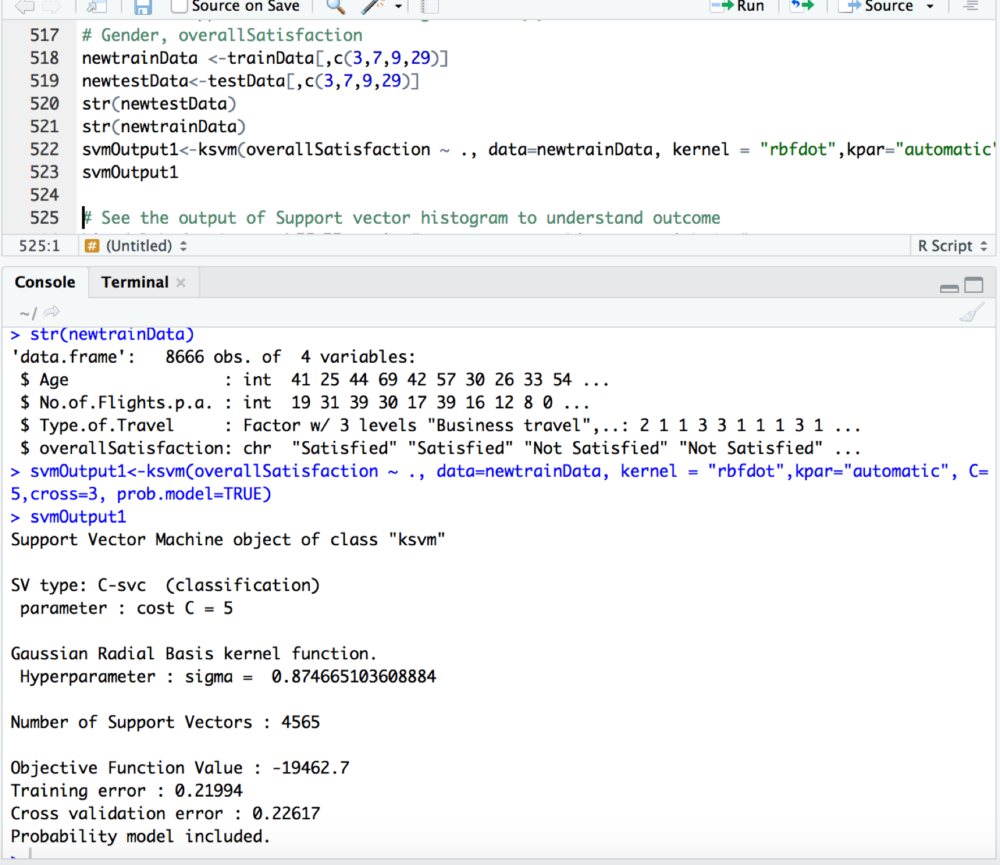 Source on Save Run Source
517 # Gender, overallSatisfaction
518 newtrainData <-trainData[,c(3,7,9,29)]
519 newtestData<-testData[,c(3,7,9,29)]
520 str(newtestData)
521 str(newtrainData)
522 svmOutput1<-ksvm(overallSatisfaction ~ ., data=newtrainData, kernel = "rbfdot",kpar="automatic"
523 svmOutput1
524
525 # See the output of Support vector histogram to understand outcome
525:1 # (Untitled) R Script
Console Terminal
~/
> str(newtrainData)
'data.frame':   8666 obs. of  4 variables:
 $ Age                : int  41 25 44 69 42 57 30 26 33 54 ...
 $ No.of.Flights.p.a. : int  19 31 39 30 17 39 16 12 8 0 ...
 $ Type.of.Travel     : Factor w/ 3 levels "Business travel",..: 2 1 1 3 3 1 1 1 3 1 ...
 $ overallSatisfaction: chr  "Satisfied" "Satisfied" "Not Satisfied" "Not Satisfied" ...
> svmOutput1<-ksvm(overallSatisfaction ~ ., data=newtrainData, kernel = "rbfdot",kpar="automatic", C=
5,cross=3, prob.model=TRUE)
> svmOutput1
Support Vector Machine object of class "ksvm"

SV type: C-svc  (classification)
 parameter : cost C = 5

Gaussian Radial Basis kernel function.
 Hyperparameter : sigma =  0.874665103608884

Number of Support Vectors : 4565

Objective Function Value : -19462.7
Training error : 0.21994
Cross validation error : 0.22617
Probability model included.
>